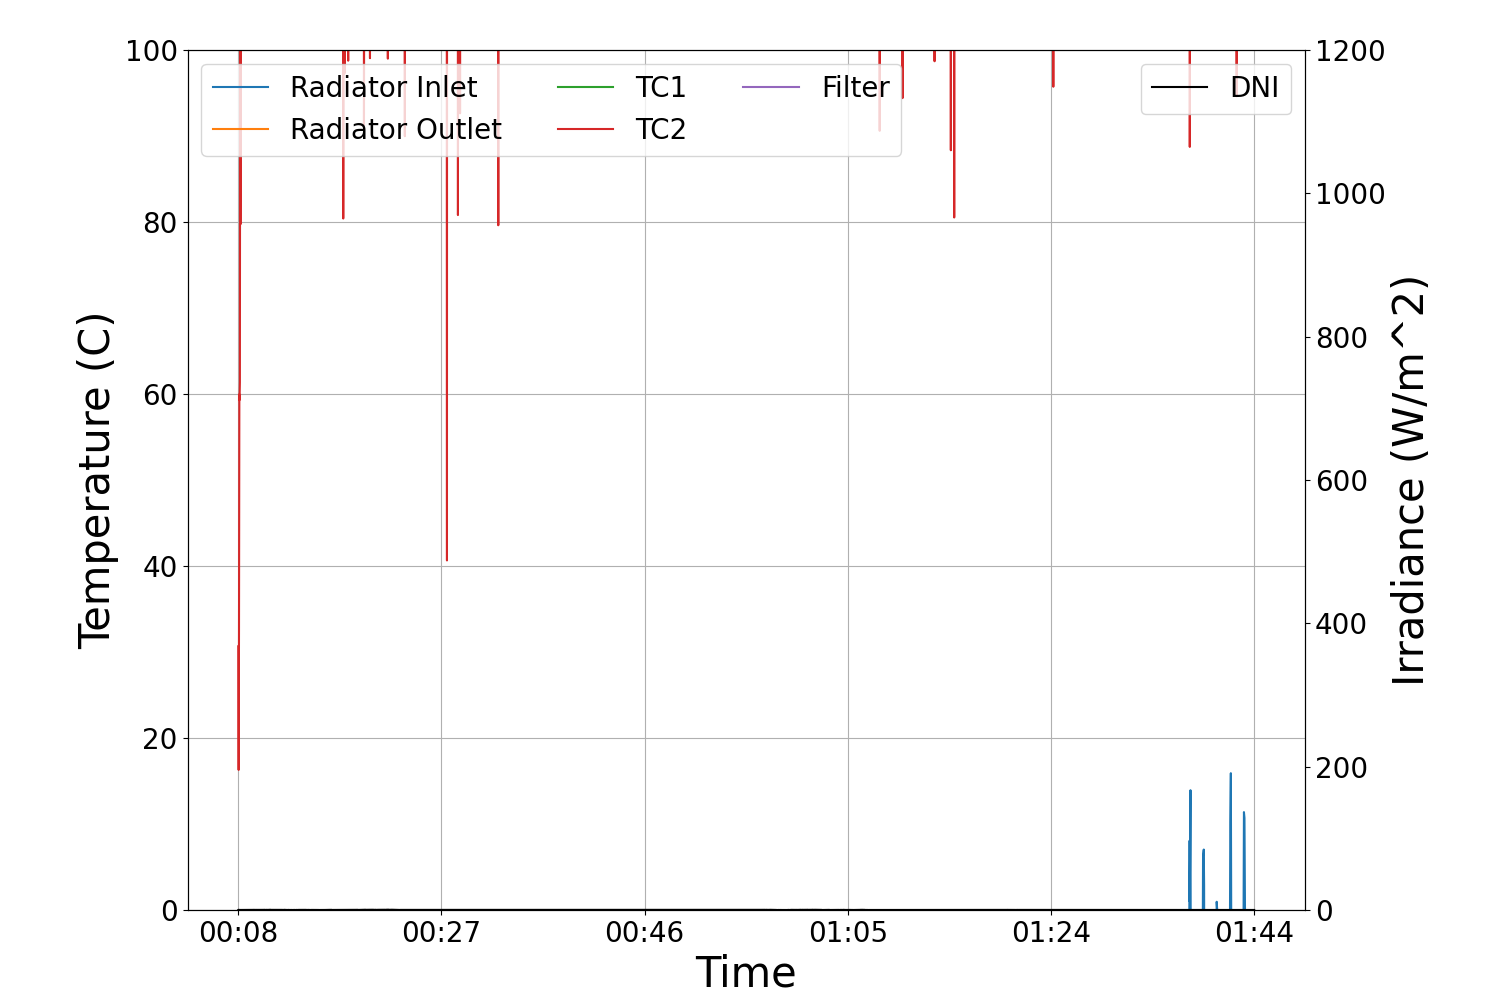 100
80
60
40
20
0
Temperature (C)
Radiator Inlet
Radiator Outlet
TC1
TC2
Filter
DNI
1200
1000
800
600
400
200
0
Irradiance (W/m^2)
00:08 00:27 00:46 01:05 01:24 01:44
Time